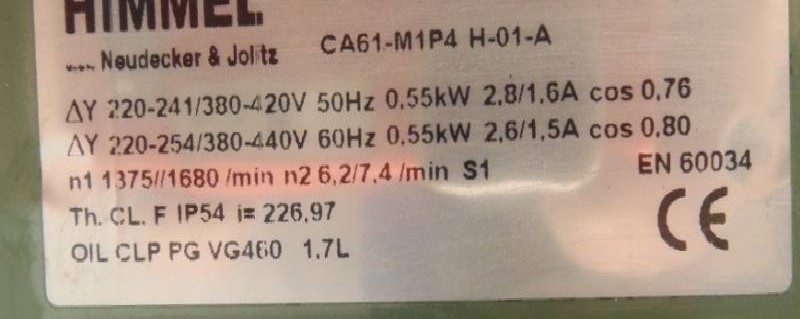 HIMMEL
Neudecker & Jolitz CA61-M1P4 H-01-A
ΔY 220-241/380-420V 50Hz 0,55kW 2,8/1,6A cos 0,76
ΔY 220-254/380-440V 60Hz 0,55kW 2,6/1,5A cos 0,80
n1 1375//1680 /min n2 6,2/7,4 /min S1 EN 60034
Th. CL. F IP54 i= 226,97
OIL CLP PG VG460 1.7L
CE